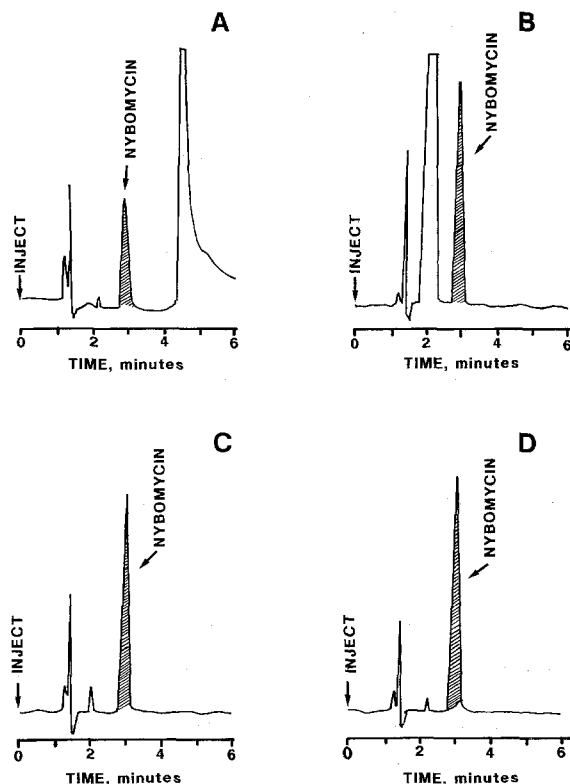 A
NYBOMYCIN
INJECT
0 2 4 6
TIME, minutes
B
NYBOMYCIN
INJECT
0 2 4 6
TIME, minutes
C
NYBOMYCIN
INJECT
0 2 4 6
TIME, minutes
D
NYBOMYCIN
INJECT
0 2 4 6
TIME, minutes